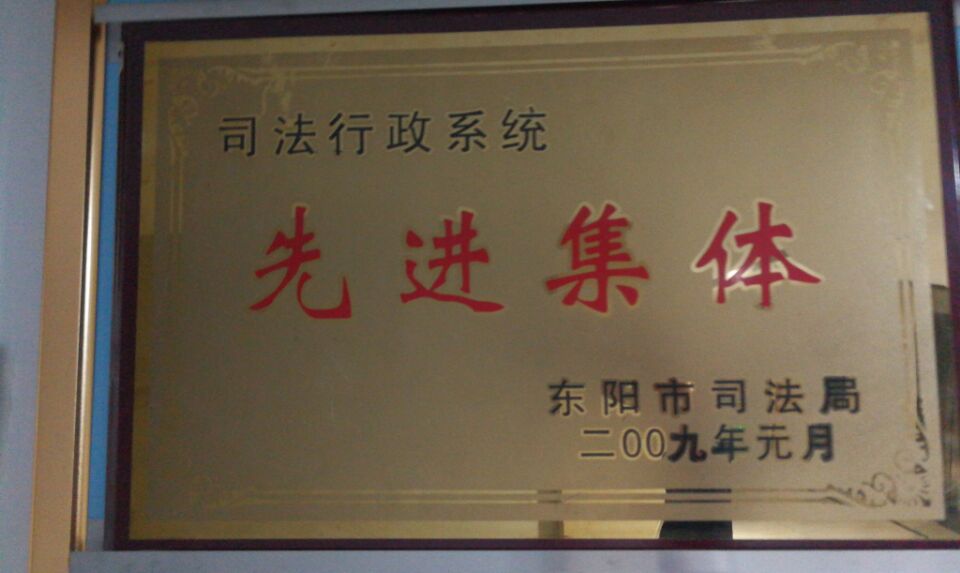 司法行政系统
先进集体
东阳市司法局
二00九年元月